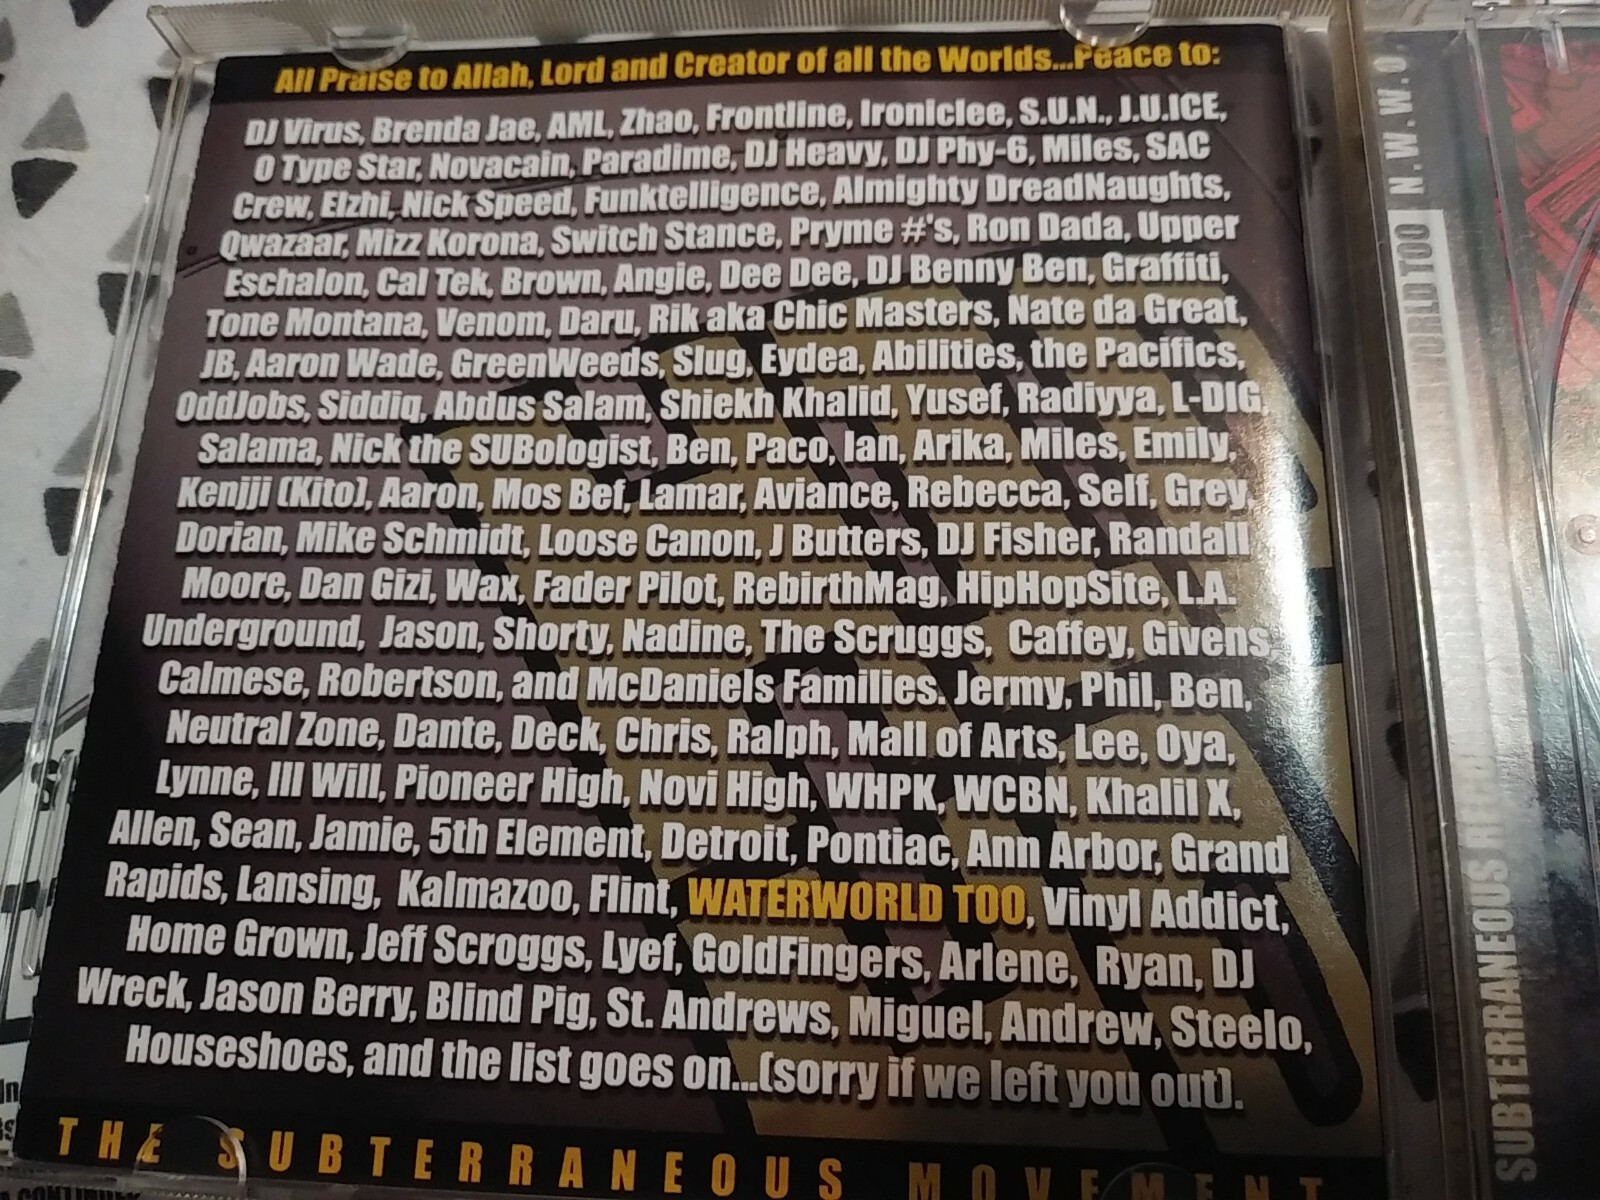 All Praise to Allah, Lord and Creator of all the Worlds...Peace to:
DJ Virus, Brenda Jae, AML, Zhao, Frontline, Ironiclee, S.U.N., J.U.ICE,
O Type Star, Novacain, Paradime, DJ Heavy, DJ Phy-6, Miles, SAC
Crew, Elzhi, Nick Speed, Funktelligence, Almighty DreadNaughts,
Qwazaar, Mizz Korona, Switch Stance, Pryme #'s, Ron Dada, Upper
Eschalon, Cal Tek, Brown, Angie, Dee Dee, DJ Benny Ben, Graffiti,
Tone Montana, Venom, Daru, Rik aka Chic Masters, Nate da Great,
JB, Aaron Wade, GreenWeeds, Slug, Eydea, Abilities, the Pacifics,
OddJobs, Siddiq, Abdus Salam, Shiekh Khalid, Yusef, Radiyya, L-DIG,
Salama, Nick the SUBologist, Ben, Paco, Ian, Arika, Miles, Emily,
Kenjji (Kito), Aaron, Mos Bef, Lamar, Aviance, Rebecca, Self, Grey,
Dorian, Mike Schmidt, Loose Canon, J Butters, DJ Fisher, Randall
Moore, Dan Gizi, Wax, Fader Pilot, RebirthMag, HipHopSite, L.A.
Underground, Jason, Shorty, Nadine, The Scruggs, Caffey, Givens,
Calmese, Robertson, and McDaniels Families. Jermy, Phil, Ben,
Neutral Zone, Dante, Deck, Chris, Ralph, Mall of Arts, Lee, Oya,
Lynne, Ill Will, Pioneer High, Novi High, WHPK, WCBN, Khalil X,
Allen, Sean, Jamie, 5th Element, Detroit, Pontiac, Ann Arbor, Grand
Rapids, Lansing, Kalmazoo, Flint, WATERWORLD TOO, Vinyl Addict,
Home Grown, Jeff Scroggs, Lyef, GoldFingers, Arlene, Ryan, DJ
Wreck, Jason Berry, Blind Pig, St. Andrews, Miguel, Andrew, Steelo,
Houseshoes, and the list goes on...(sorry if we left you out).
THE SUBTERRANEOUS MOVEMENT
N.W.W.O
WORLD TOO
SUBTERRANEOUS